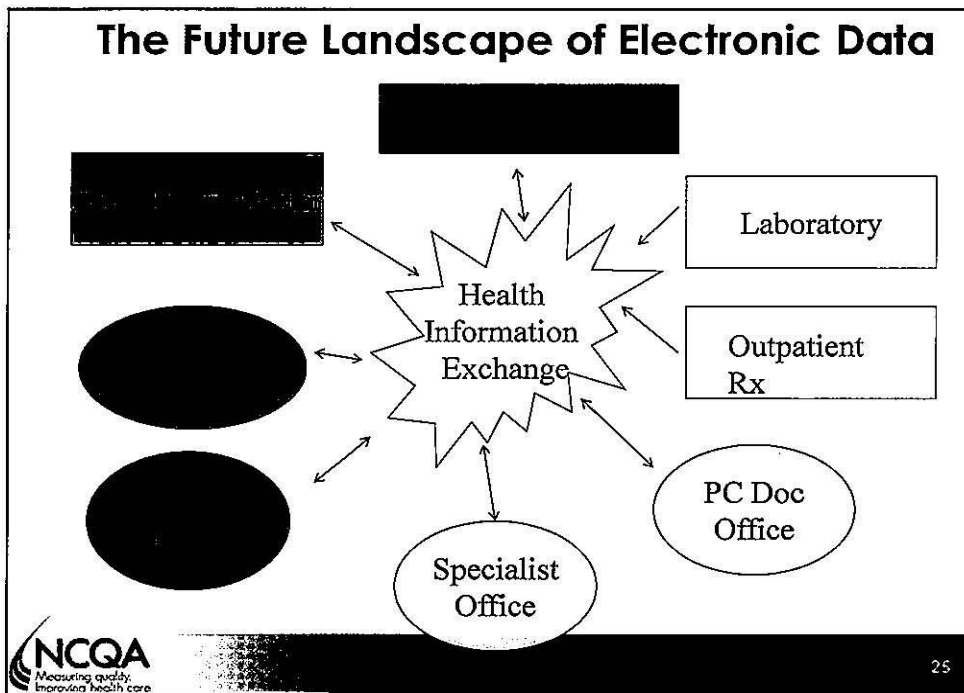 The Future Landscape of Electronic Data
Laboratory
Health
Information
Exchange
Outpatient
Rx
PC Doc
Office
Specialist
Office
NCQA
Measuring quality.
Improving health care
25